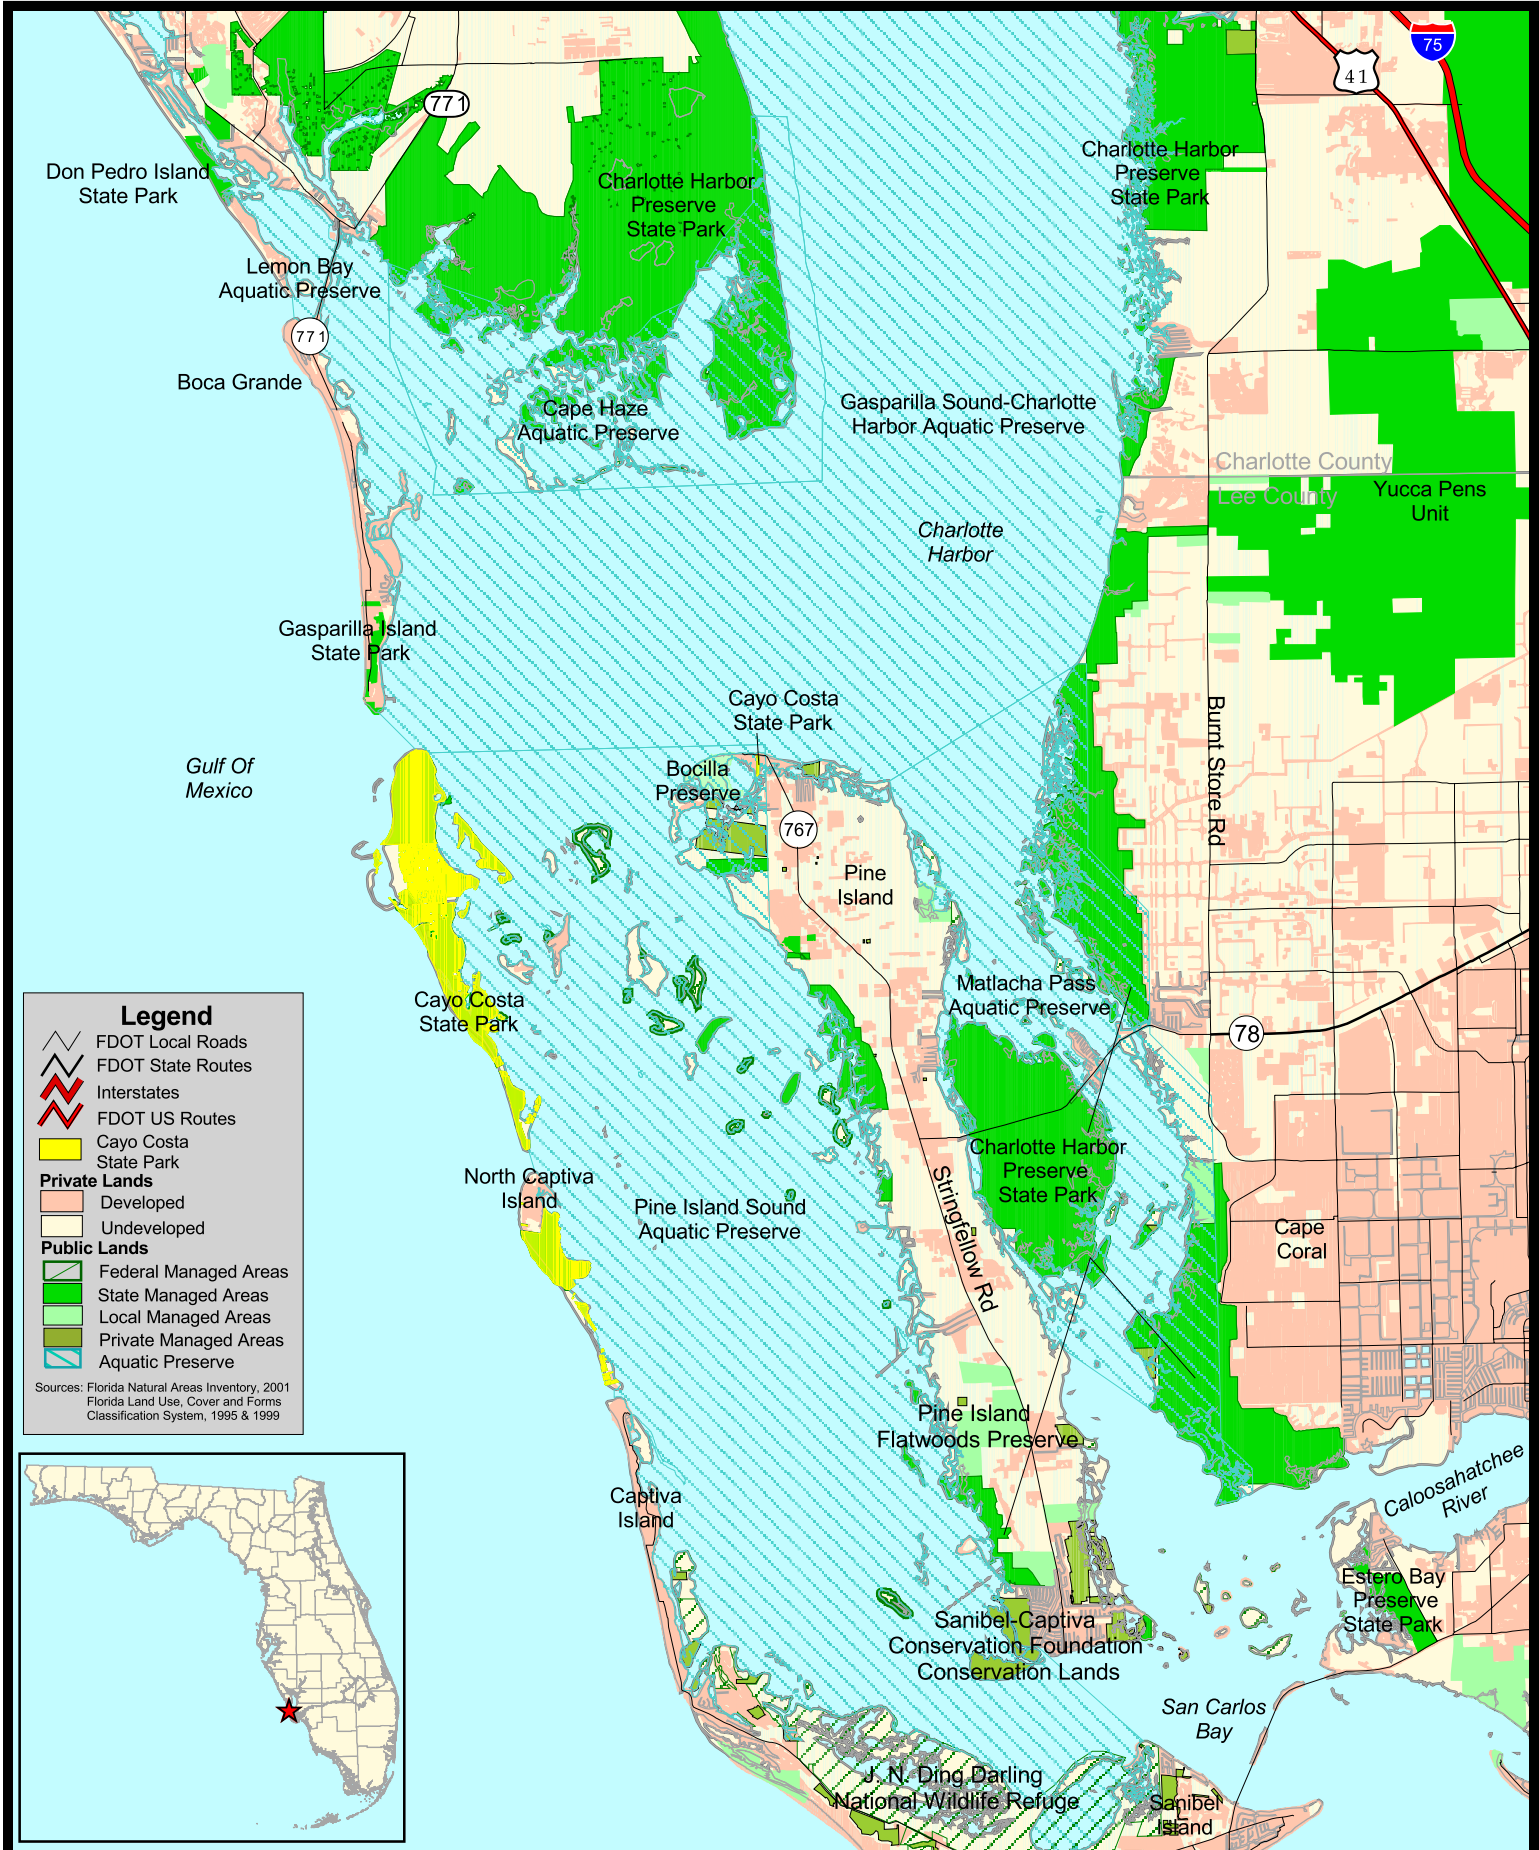 75
41
771
Don Pedro Island
State Park
Charlotte Harbor
Preserve
State Park
Charlotte Harbor
Preserve
State Park
Lemon Bay
Aquatic Preserve
771
Boca Grande
Cape Haze
Aquatic Preserve
Gasparilla Sound-Charlotte
Harbor Aquatic Preserve
Charlotte County
Lee County
Yucca Pens
Unit
Charlotte
Harbor
Gasparilla Island
State Park
Cayo Costa
State Park
Burnt Store Rd
Gulf Of
Mexico
Bocilla
Preserve
767
Pine
Island
Cayo Costa
State Park
Matlacha Pass
Aquatic Preserve
78
Charlotte Harbor
Preserve
State Park
North Captiva
Island
Pine Island Sound
Aquatic Preserve
Stringfellow Rd
Cape
Coral
Pine Island
Flatwoods Preserve
Captiva
Island
Caloosahatchee
River
Estero Bay
Preserve
State Park
Sanibel-Captiva
Conservation Foundation
Conservation Lands
San Carlos
Bay
J. N. Ding Darling
National Wildlife Refuge
Sanibel
Island
Legend
FDOT Local Roads
FDOT State Routes
Interstates
FDOT US Routes
Cayo Costa
State Park
Private Lands
Developed
Undeveloped
Public Lands
Federal Managed Areas
State Managed Areas
Local Managed Areas
Private Managed Areas
Aquatic Preserve
Sources: Florida Natural Areas Inventory, 2001
Florida Land Use, Cover and Forms
Classification System, 1995 & 1999